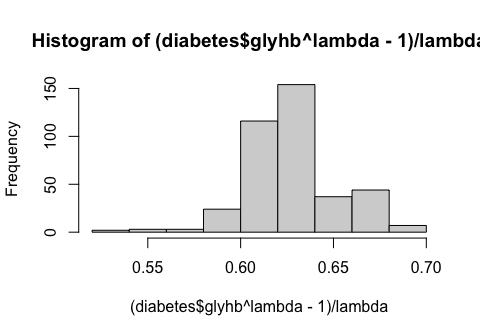 Histogram of (diabetes$glyhb^lambda - 1)/lambda
Frequency
150
100
50
0
0.55 0.60 0.65 0.70
(diabetes$glyhb^lambda - 1)/lambda